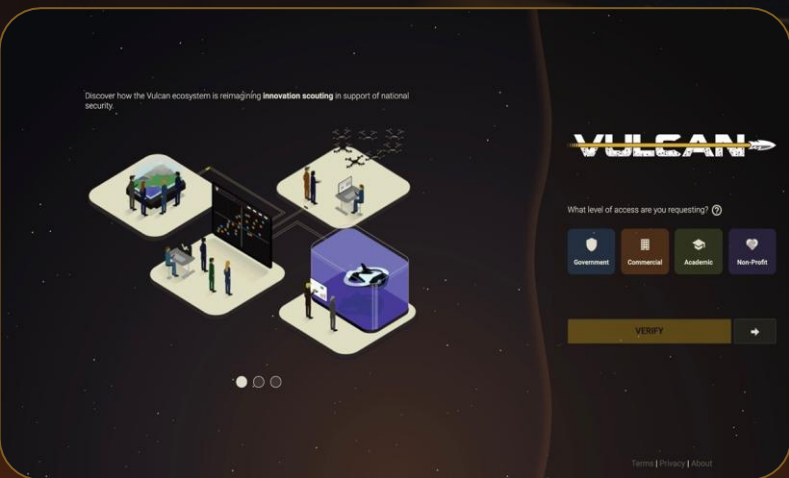 Discover how the Vulcan ecosystem is reimagining innovation scouting in support of national
security.
VULCAN
What level of access are you requesting? ?
Government Commercial Academic Non-Profit
VERIFY
Terms | Privacy | About